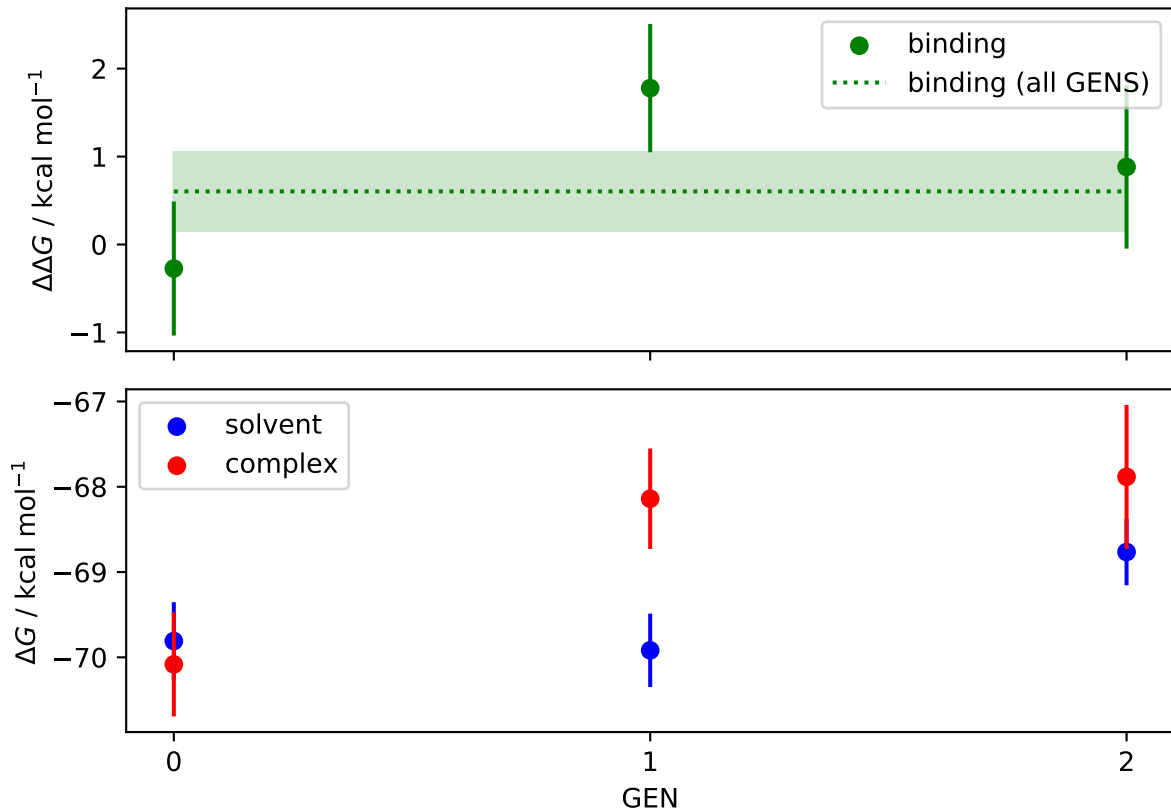 2
1
0
−1
ΔΔG / kcal mol⁻¹
binding
binding (all GENS)
−67
−68
−69
−70
ΔG / kcal mol⁻¹
solvent
complex
0 1 2
GEN